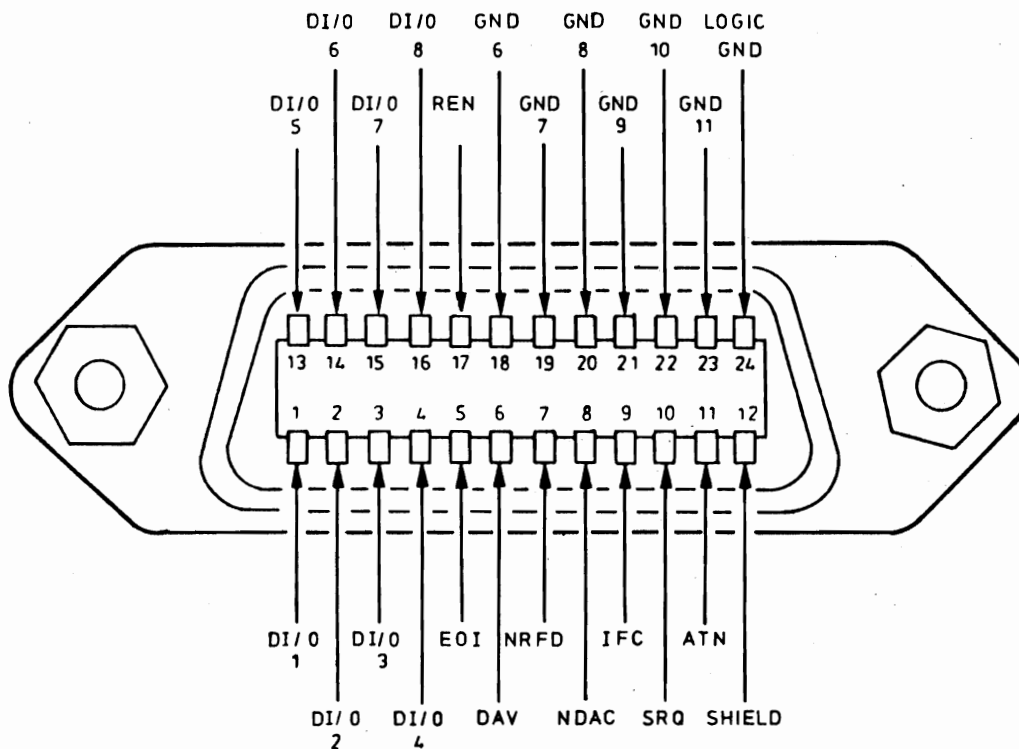 DI/O DI/O GND GND GND LOGIC
6 8 6 8 10 GND
DI/O DI/O REN GND GND GND
5 7 7 9 11
13 14 15 16 17 18 19 20 21 22 23 24
1 2 3 4 5 6 7 8 9 10 11 12
DI/O DI/O EOI NRFD IFC ATN
1 3
DI/O DI/O DAV NDAC SRQ SHIELD
2 4